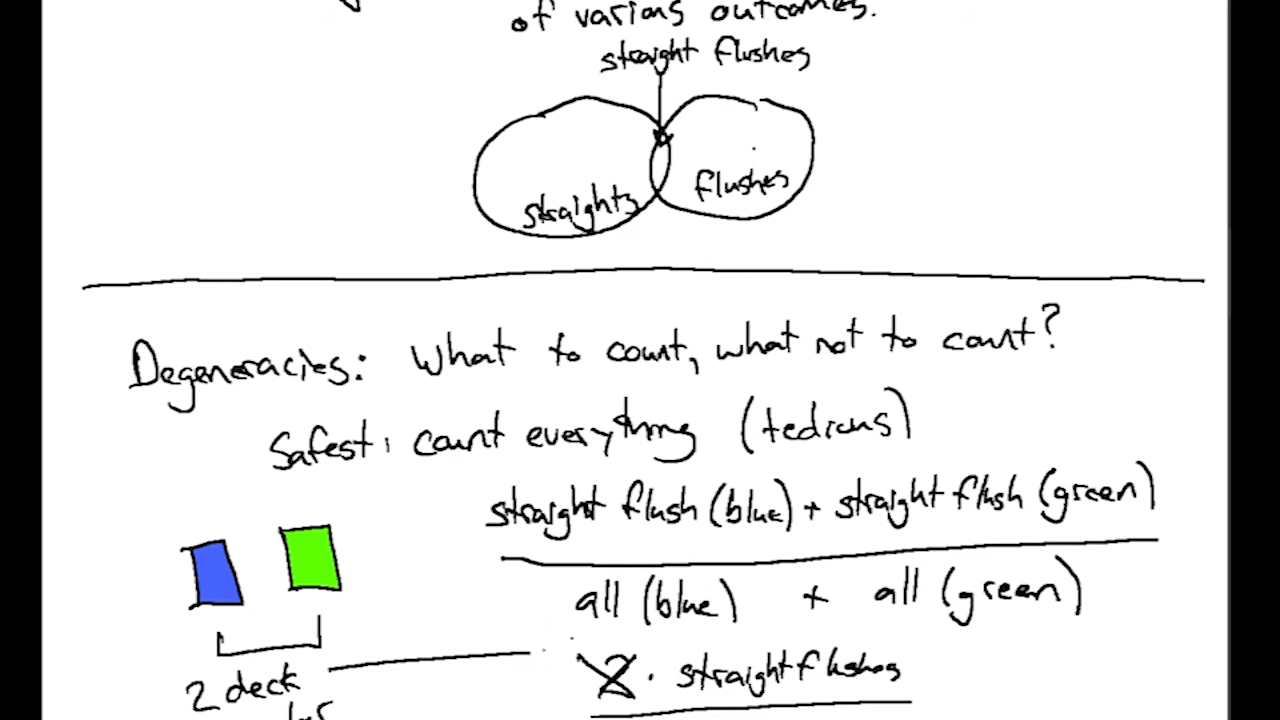 of various outcomes.
straight flushes
straights
flushes
Degeneracies: What to count, what not to count?
Safest: count everything (tedious)
straight flush (blue) + straight flush (green)
all (blue) + all (green)
2 · straight flushes
2 deck